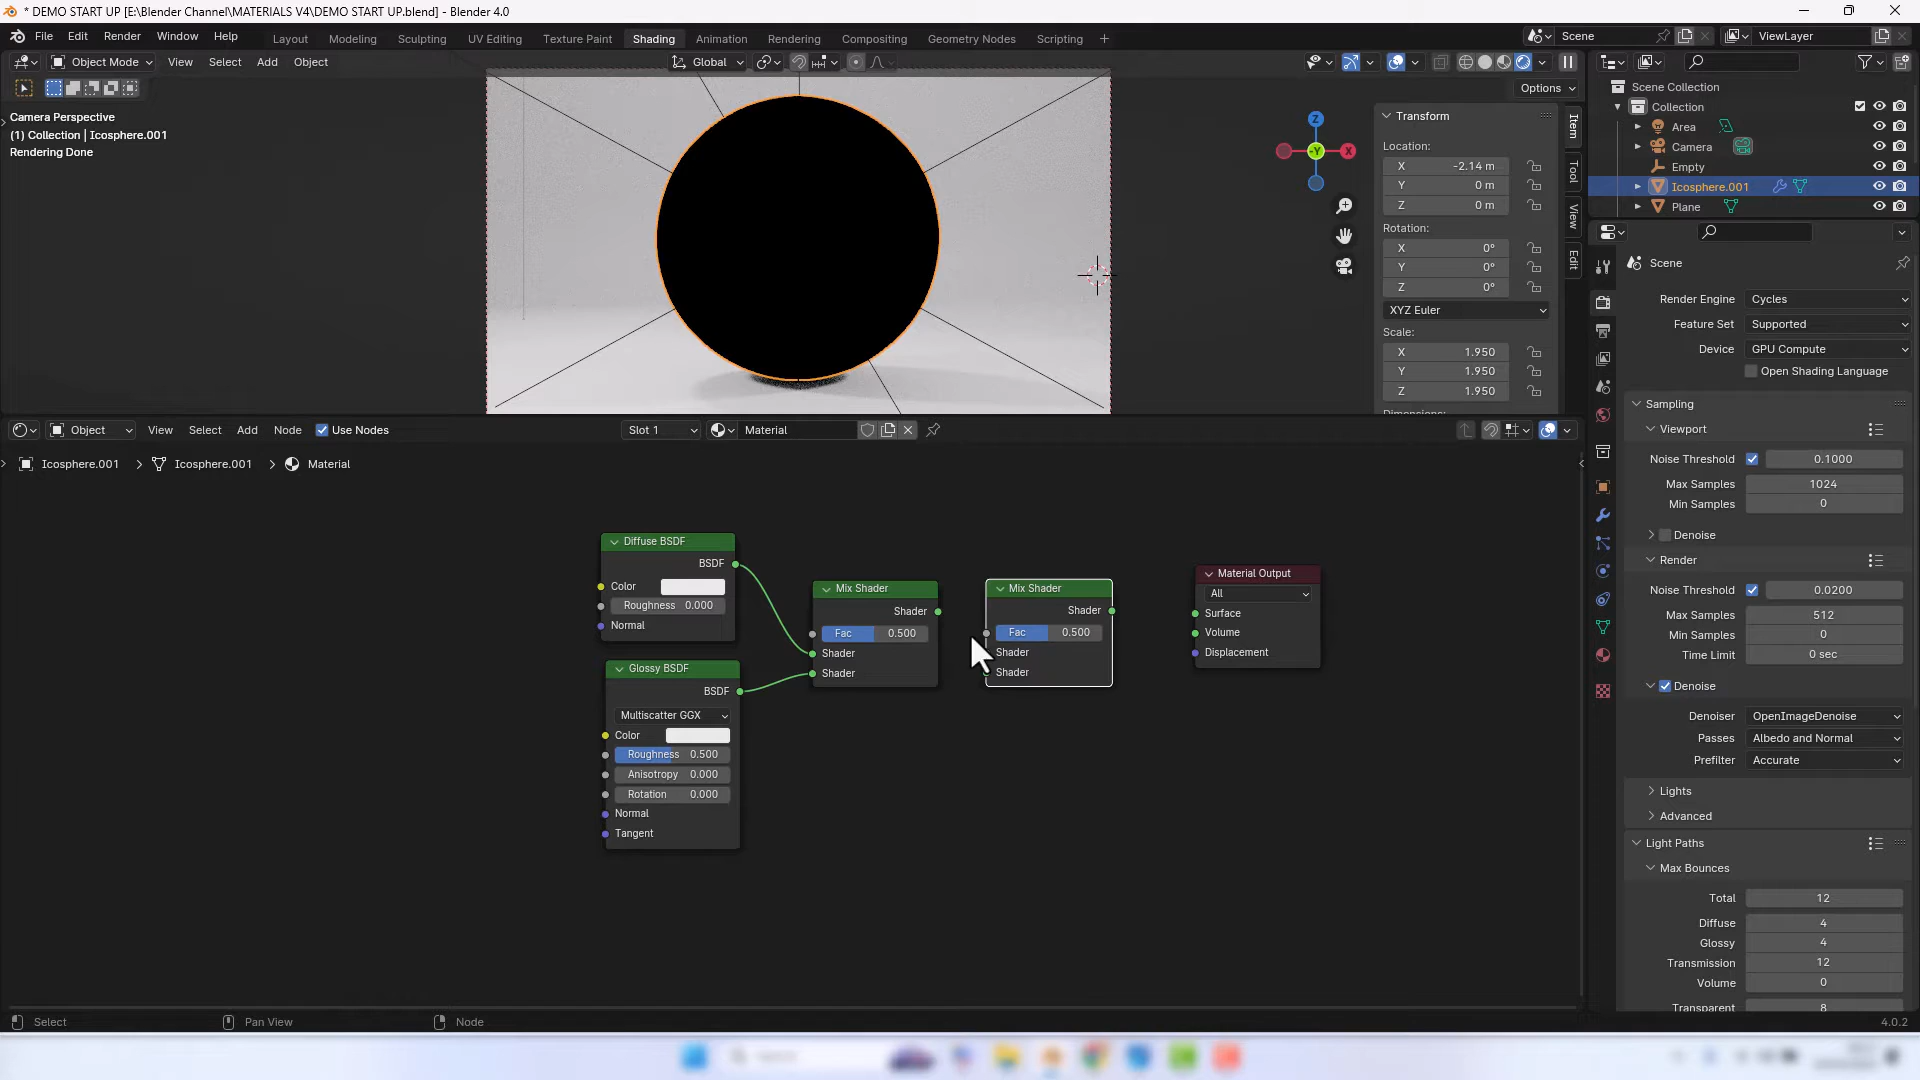 * DEMO START UP [E:\Blender Channel\MATERIALS V4\DEMO START UP.blend] - Blender 4.0
File Edit Render Window Help
Layout Modeling Sculpting UV Editing Texture Paint Shading Animation Rendering Compositing Geometry Nodes Scripting +
Scene
ViewLayer
Object Mode View Select Add Object
Global
Options
Camera Perspective
(1) Collection | Icosphere.001
Rendering Done
Z
-Y
X
Transform
Location:
X -2.14 m
Y 0 m
Z 0 m
Rotation:
X 0°
Y 0°
Z 0°
XYZ Euler
Scale:
X 1.950
Y 1.950
Z 1.950
Item
Tool
View
Edit
Scene Collection
Collection
Area
Camera
Empty
Icosphere.001
Plane
Scene
Render Engine Cycles
Feature Set Supported
Device GPU Compute
Open Shading Language
Sampling
Viewport
Noise Threshold 0.1000
Max Samples 1024
Min Samples 0
Denoise
Render
Noise Threshold 0.0200
Max Samples 512
Min Samples 0
Time Limit 0 sec
Denoise
Denoiser OpenImageDenoise
Passes Albedo and Normal
Prefilter Accurate
Lights
Advanced
Light Paths
Max Bounces
Total 12
Diffuse 4
Glossy 4
Transmission 12
Volume 0
Transparent 8
Object View Select Add Node Use Nodes
Slot 1
Material
Icosphere.001 > Icosphere.001 > Material
Diffuse BSDF
BSDF
Color
Roughness 0.000
Normal
Glossy BSDF
BSDF
Multiscatter GGX
Color
Roughness 0.500
Anisotropy 0.000
Rotation 0.000
Normal
Tangent
Mix Shader
Shader
Fac 0.500
Shader
Shader
Mix Shader
Shader
Fac 0.500
Shader
Shader
Material Output
All
Surface
Volume
Displacement
Select
Pan View
Node
4.0.2